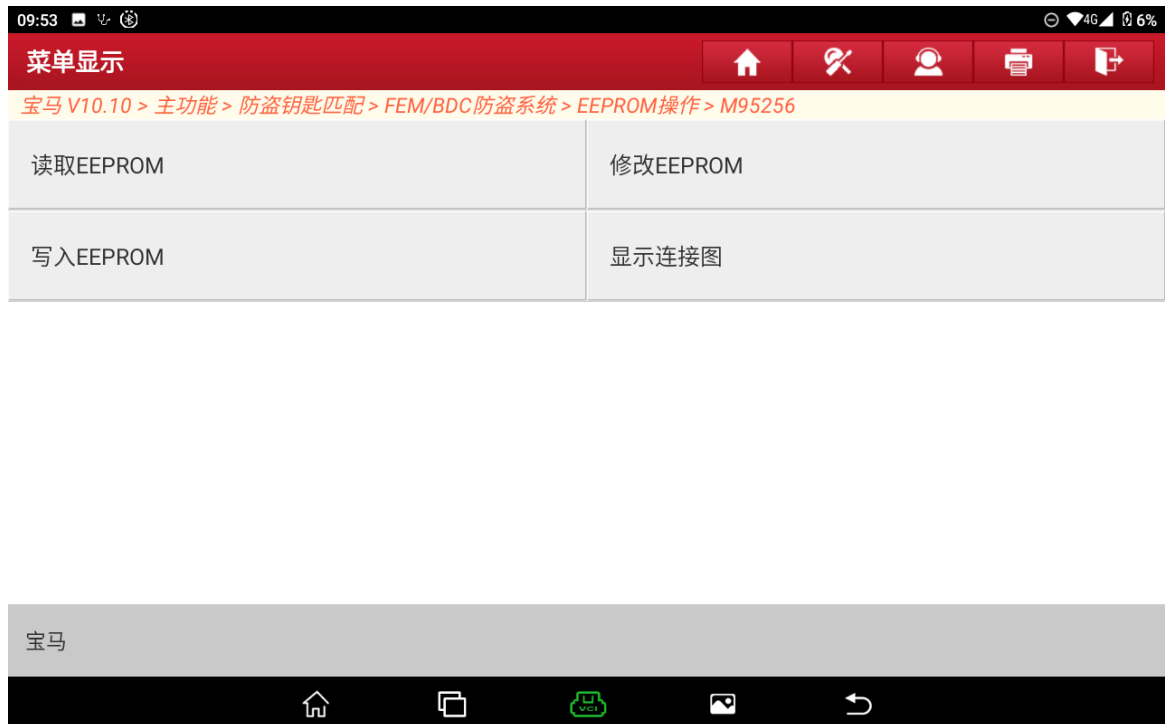 09:53 4G 6%
菜单显示
宝马 V10.10 > 主功能 > 防盗钥匙匹配 > FEM/BDC防盗系统 > EEPROM操作 > M95256
读取EEPROM 修改EEPROM
写入EEPROM 显示连接图
宝马
VCI